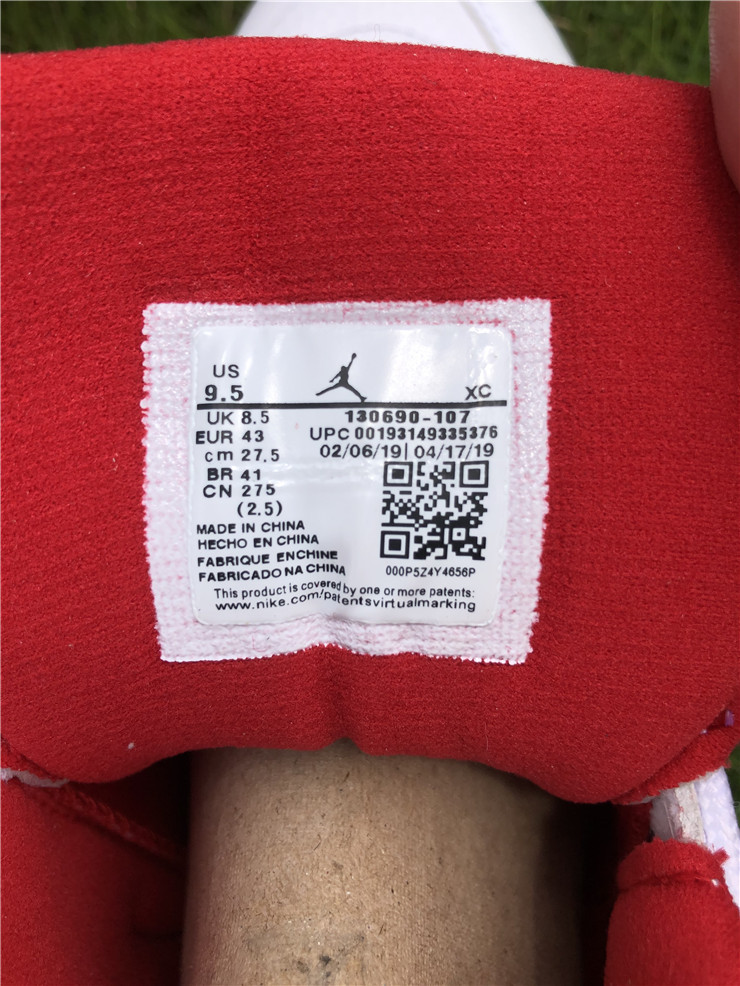 US
9.5 XC
UK 8.5 130690-107
EUR 43 UPC 00193149335376
cm 27.5 02/06/19| 04/17/19
BR 41
CN 275
(2.5)
MADE IN CHINA
HECHO EN CHINA
FABRIQUE EN CHINE
FABRICADO NA CHINA
000P5Z4Y4656P
This product is covered by one or more patents:
www.nike.com/patentsvirtualmarking